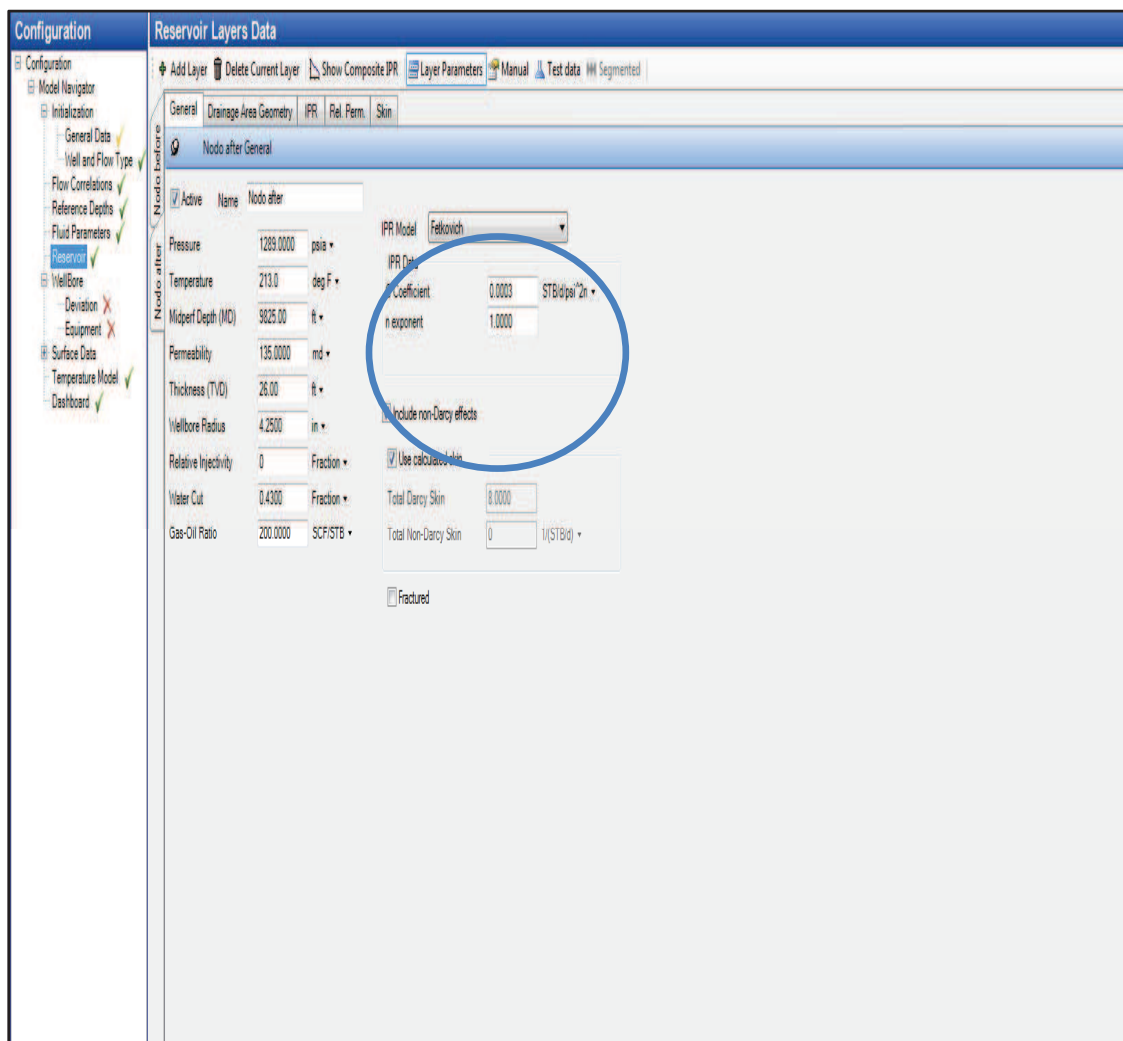 Configuration
Reservoir Layers Data
Configuration
Model Navigator
Initialization
General Data
Well and Flow Type
Flow Correlations
Reference Depths
Fluid Parameters
Reservoir
WellBore
Deviation
Equipment
Surface Data
Temperature Model
Dashboard
Add Layer Delete Current Layer Show Composite IPR Layer Parameters Manual Test data Segmented
Nodo before
Nodo after
General Drainage Area Geometry IPR Rel. Perm. Skin
Nodo after General
Active Name Nodo after
Pressure 1289.0000 psia
Temperature 213.0 deg F
Midperf Depth (MD) 9825.00 ft
Permeability 135.0000 md
Thickness (TVD) 26.00 ft
Wellbore Radius 4.2500 in
Relative Injectivity 0 Fraction
Water Cut 0.4300 Fraction
Gas-Oil Ratio 200.0000 SCF/STB
IPR Model Fetkovich
IPR Data
Coefficient 0.0003 STB/d/psi^2n
n exponent 1.0000
Include non-Darcy effects
Use calculated skin
Total Darcy Skin 8.0000
Total Non-Darcy Skin 0 1/(STB/d)
Fractured